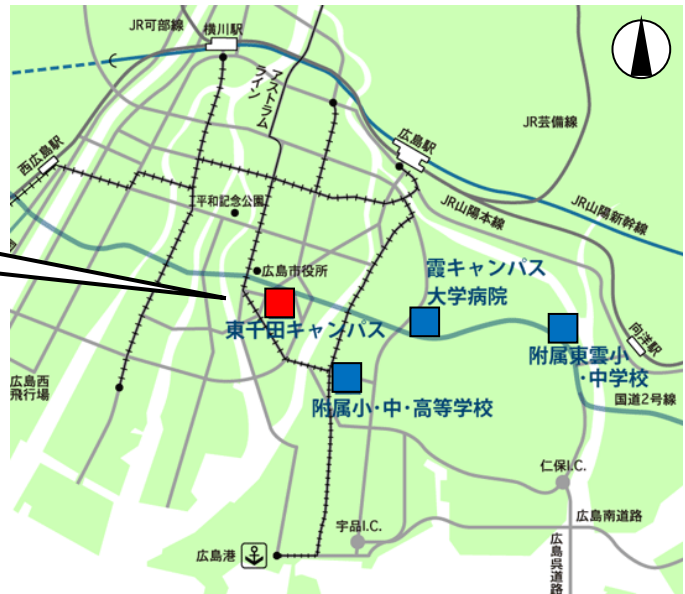 JR可部線
横川駅
アストラム
ライン
西広島駅
広島駅
JR芸備線
平和記念公園
JR山陽本線
JR山陽新幹線
広島市役所
霞キャンパス
大学病院
東千田キャンパス
向洋駅
附属東雲小
・中学校
広島西
飛行場
附属小・中・高等学校
国道2号線
仁保I.C.
宇品I.C.
広島南道路
広島港
広島呉道路